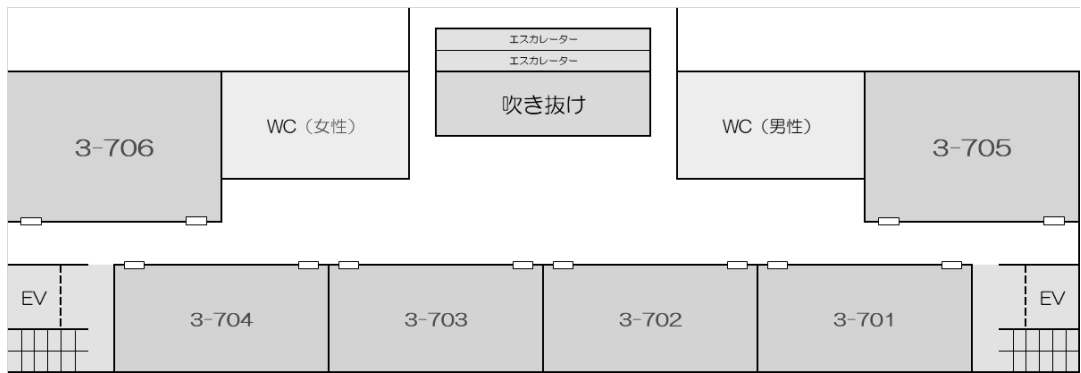 エスカレーター
エスカレーター
吹き抜け
3-706
WC（女性）
WC（男性）
3-705
EV
3-704
3-703
3-702
3-701
EV